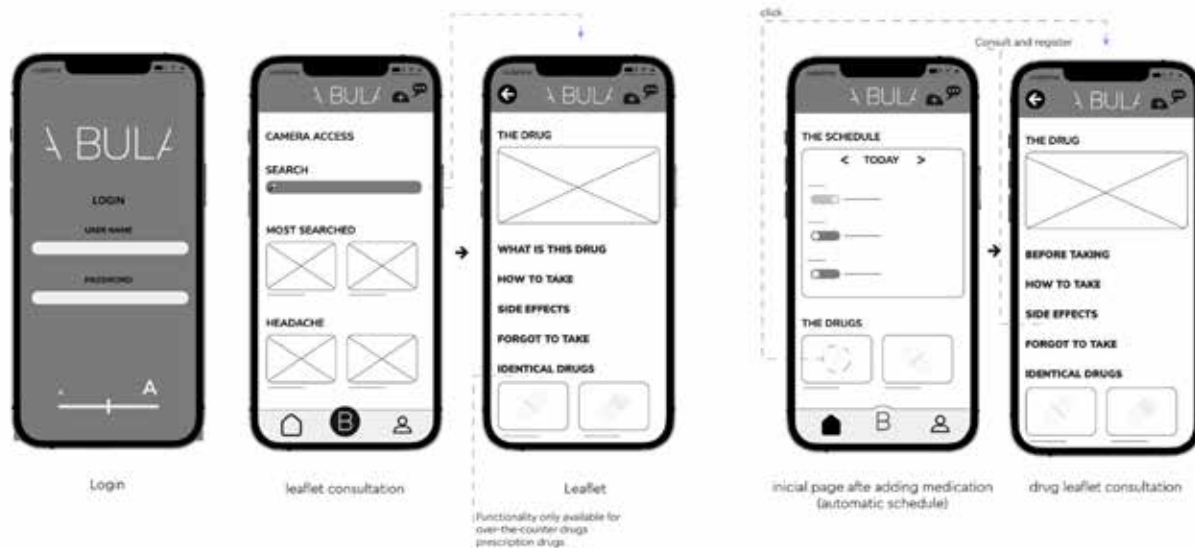 A BULA
LOGIN
USER NAME
PASSWORD
A
A
Login
A BULA
CAMERA ACCESS
SEARCH
MOST SEARCHED
HEADACHE
B
leaflet consultation
A BULA
THE DRUG
WHAT IS THIS DRUG
HOW TO TAKE
SIDE EFFECTS
FORGOT TO TAKE
IDENTICAL DRUGS
Leaflet
Functionality only available for
over-the-counter drugs
prescription drugs
click
Consult and register
A BULA
THE SCHEDULE
< TODAY >
THE DRUGS
B
inicial page afte adding medication
(automatic schedule)
A BULA
THE DRUG
BEFORE TAKING
HOW TO TAKE
SIDE EFFECTS
FORGOT TO TAKE
IDENTICAL DRUGS
drug leaflet consultation